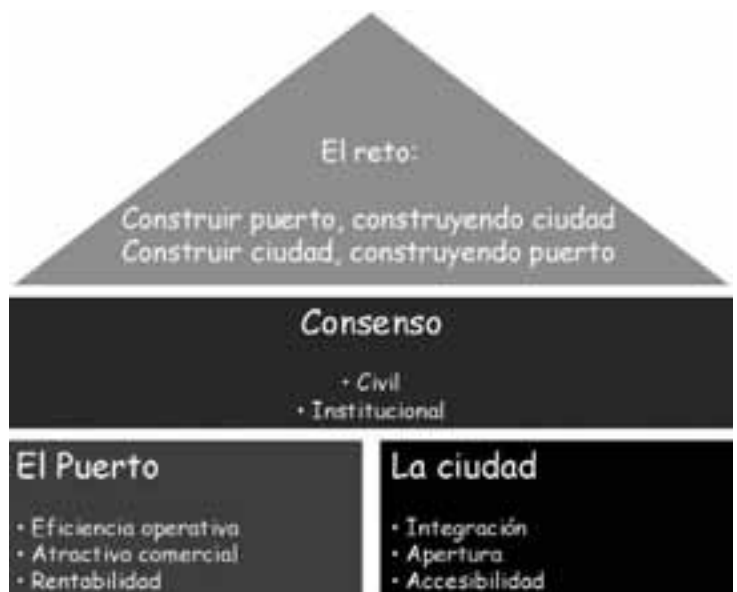 El reto:
Construir puerto, construyendo ciudad
Construir ciudad, construyendo puerto
Consenso
• Civil
• Institucional
El Puerto
• Eficiencia operativa
• Atractivo comercial
• Rentabilidad
La ciudad
• Integración
• Apertura
• Accesibilidad